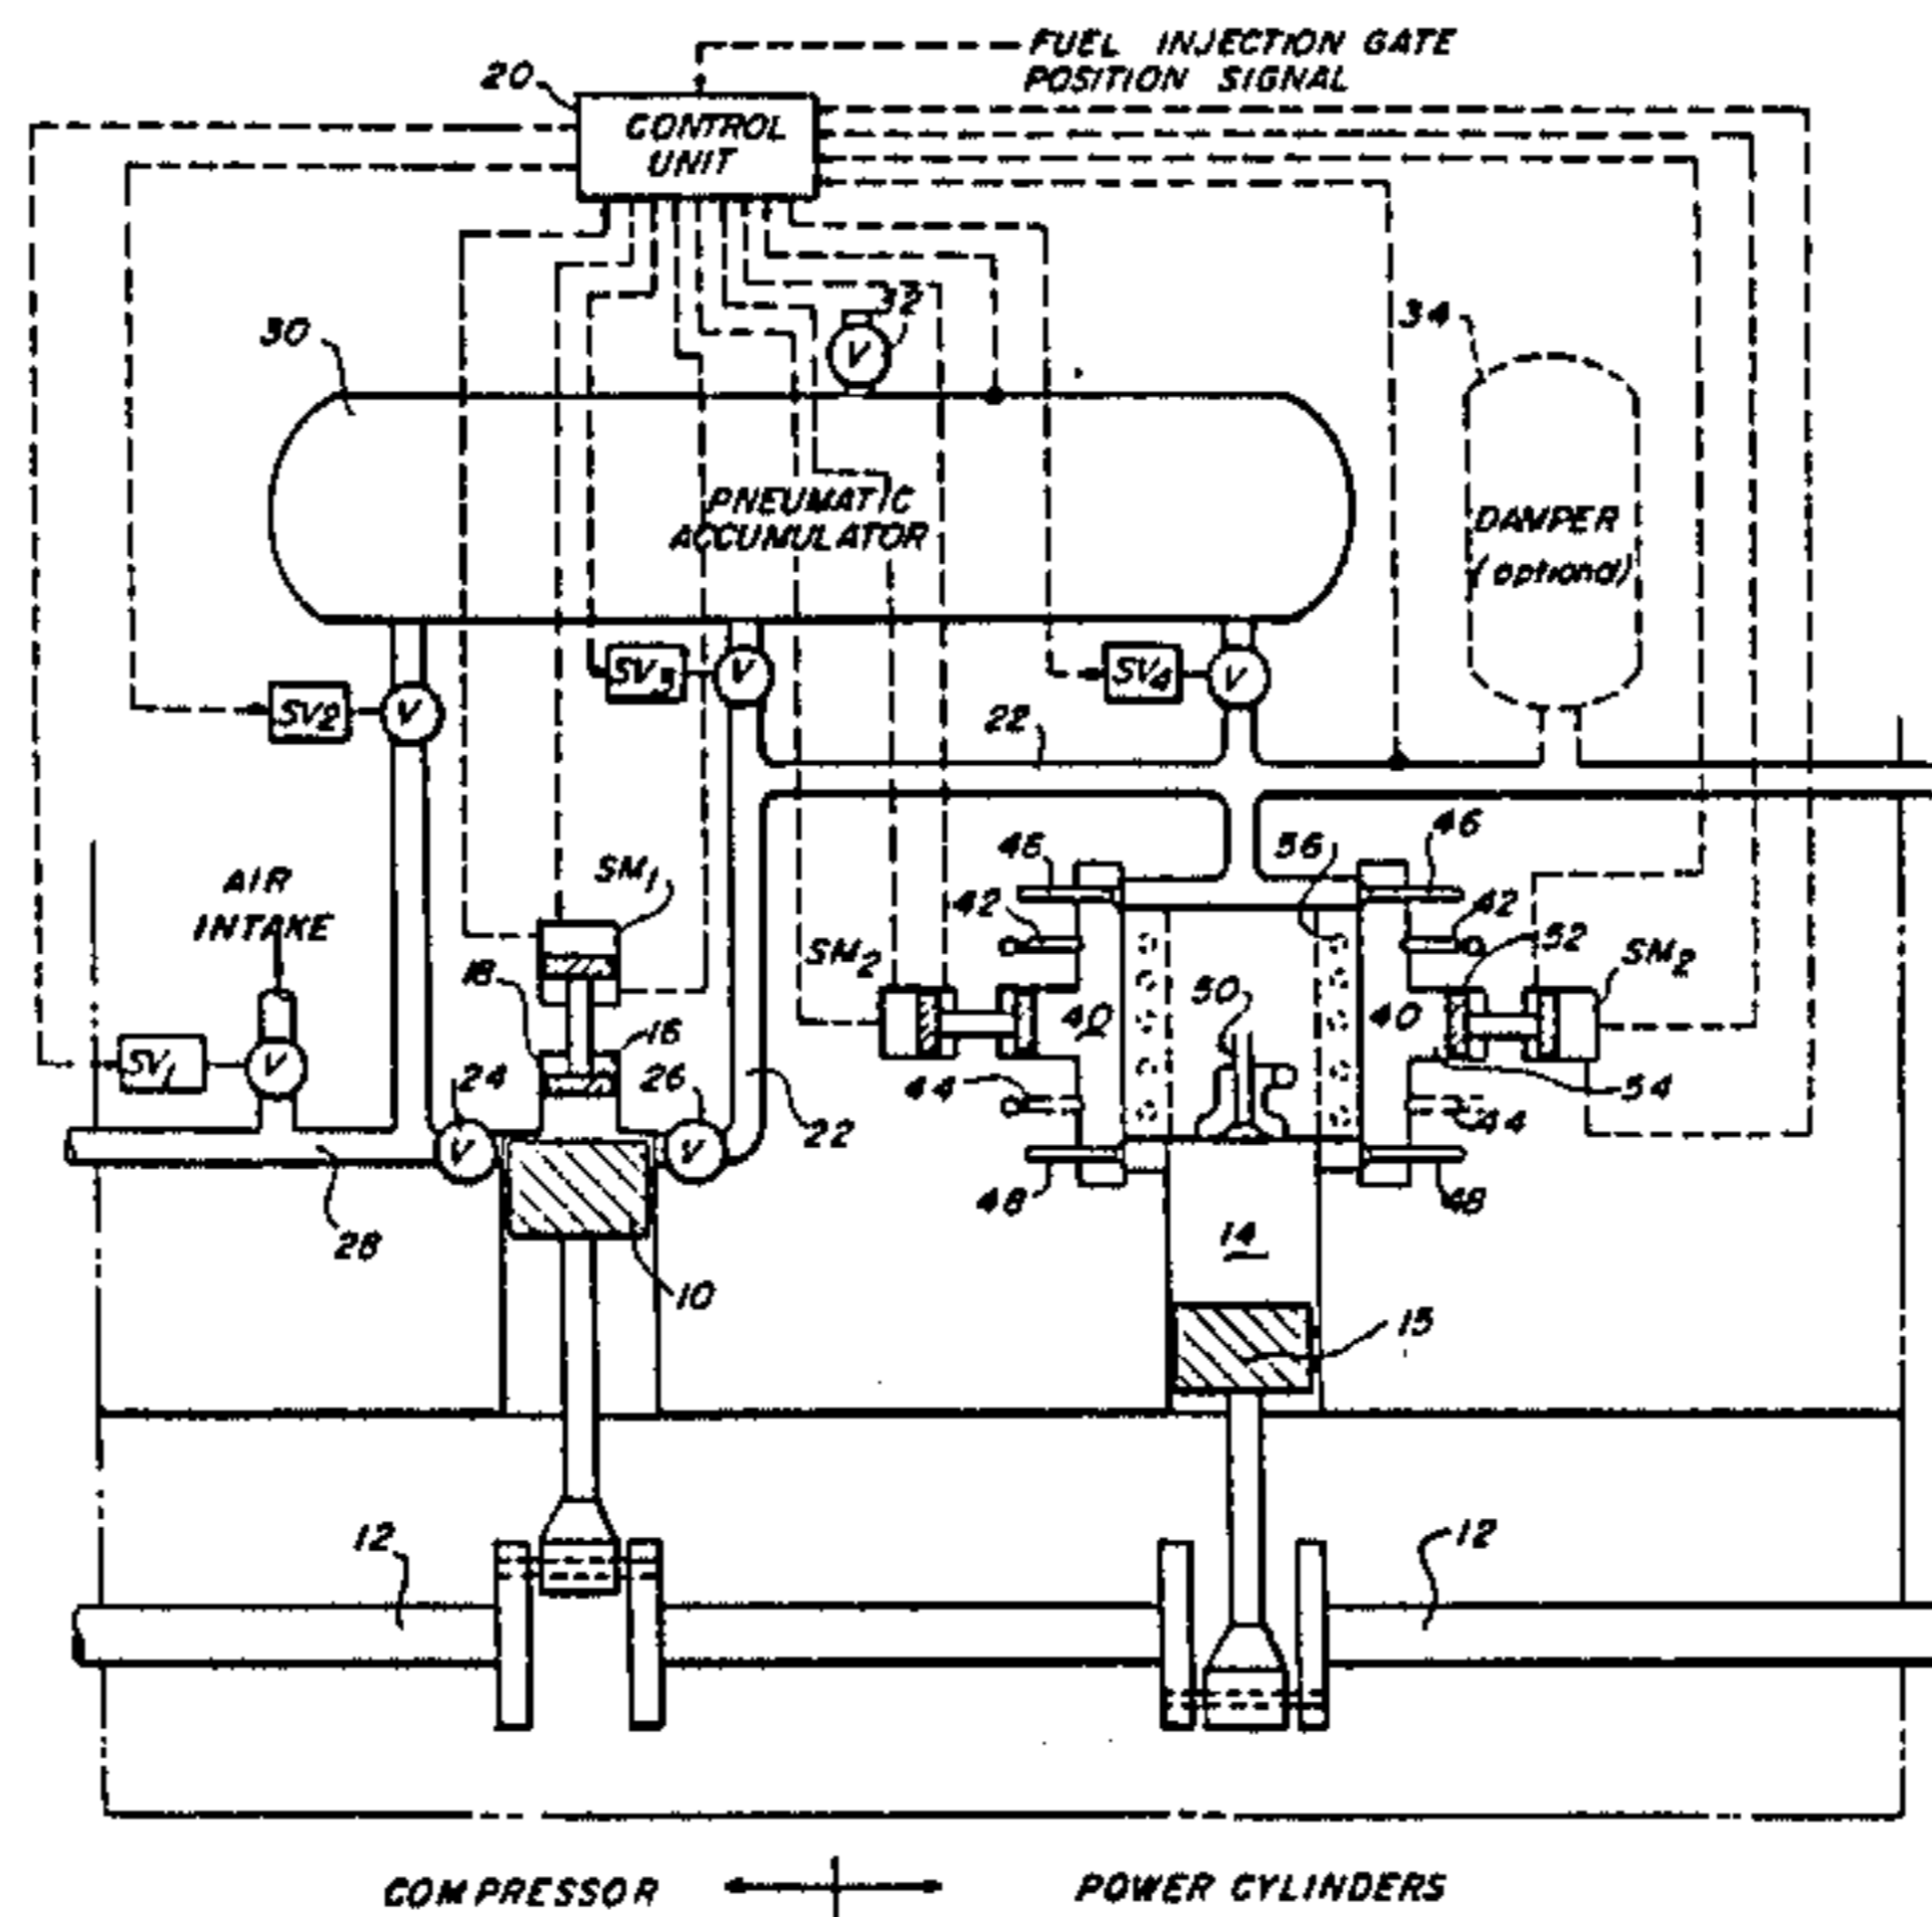 FUEL INJECTION GATE
POSITION SIGNAL
20
CONTROL
UNIT
32
30
V
34
PNEUMATIC
ACCUMULATOR
DAMPER
(optional)
SV3
V
SV4
V
SV2
V
22
46
56
46
AIR
INTAKE
SM1
42
42
52
SM2
SM2
18
16
50
40
40
SV1
V
24
26
44
54
44
22
V
V
48
48
28
14
10
15
12
12
COMPRESSOR
POWER CYLINDERS